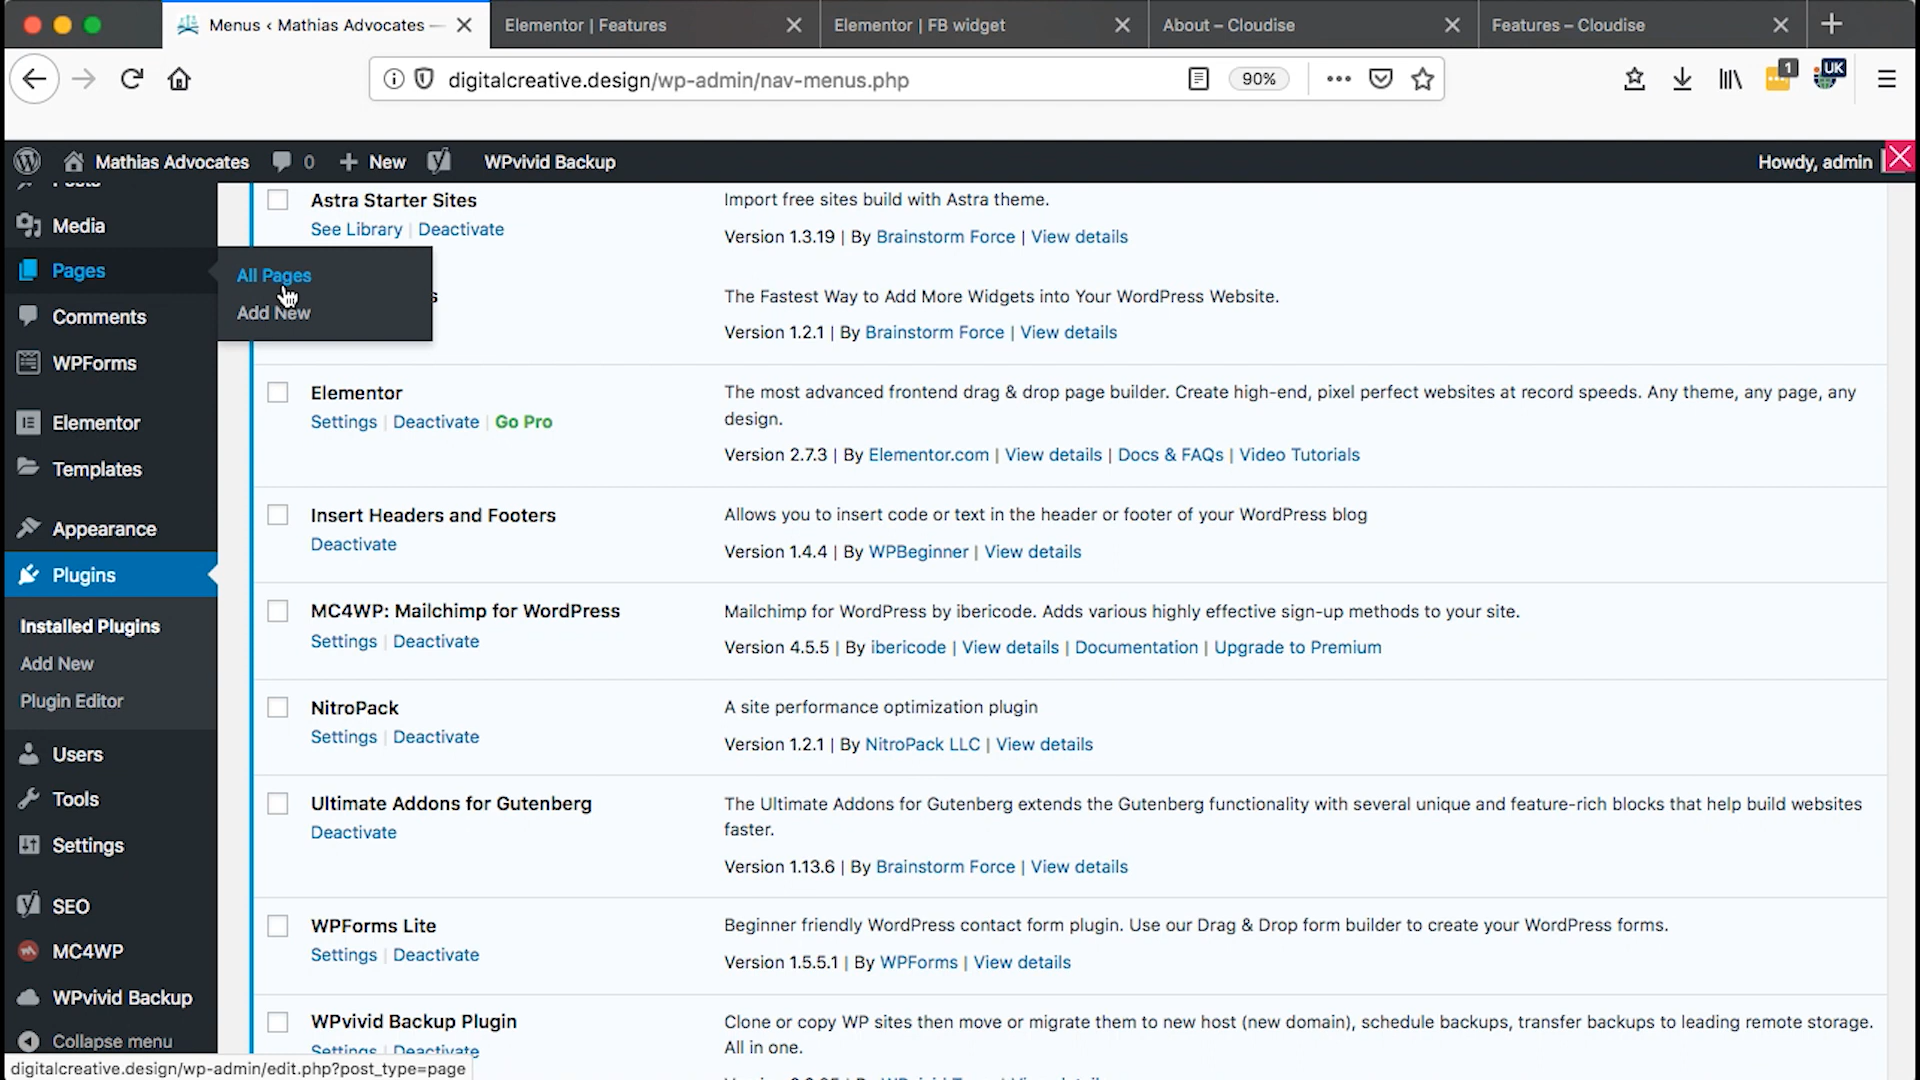 Menus ‹ Mathias Advocates —
Elementor | Features
Elementor | FB widget
About – Cloudise
Features – Cloudise
digitalcreative.design/wp-admin/nav-menus.php
90%
1
UK
Mathias Advocates
0
New
WPvivid Backup
Howdy, admin
Posts
Media
Pages
All Pages
Add New
Comments
WPForms
Elementor
Templates
Appearance
Plugins
Installed Plugins
Add New
Plugin Editor
Users
Tools
Settings
SEO
MC4WP
WPvivid Backup
Collapse menu
Astra Starter Sites
See Library | Deactivate
Import free sites build with Astra theme.
Version 1.3.19 | By Brainstorm Force | View details
The Fastest Way to Add More Widgets into Your WordPress Website.
Version 1.2.1 | By Brainstorm Force | View details
Elementor
Settings | Deactivate | Go Pro
The most advanced frontend drag & drop page builder. Create high-end, pixel perfect websites at record speeds. Any theme, any page, any
design.
Version 2.7.3 | By Elementor.com | View details | Docs & FAQs | Video Tutorials
Insert Headers and Footers
Deactivate
Allows you to insert code or text in the header or footer of your WordPress blog
Version 1.4.4 | By WPBeginner | View details
MC4WP: Mailchimp for WordPress
Settings | Deactivate
Mailchimp for WordPress by ibericode. Adds various highly effective sign-up methods to your site.
Version 4.5.5 | By ibericode | View details | Documentation | Upgrade to Premium
NitroPack
Settings | Deactivate
A site performance optimization plugin
Version 1.2.1 | By NitroPack LLC | View details
Ultimate Addons for Gutenberg
Deactivate
The Ultimate Addons for Gutenberg extends the Gutenberg functionality with several unique and feature-rich blocks that help build websites
faster.
Version 1.13.6 | By Brainstorm Force | View details
WPForms Lite
Settings | Deactivate
Beginner friendly WordPress contact form plugin. Use our Drag & Drop form builder to create your WordPress forms.
Version 1.5.5.1 | By WPForms | View details
WPvivid Backup Plugin
Settings | Deactivate
Clone or copy WP sites then move or migrate them to new host (new domain), schedule backups, transfer backups to leading remote storage.
All in one.
digitalcreative.design/wp-admin/edit.php?post_type=page